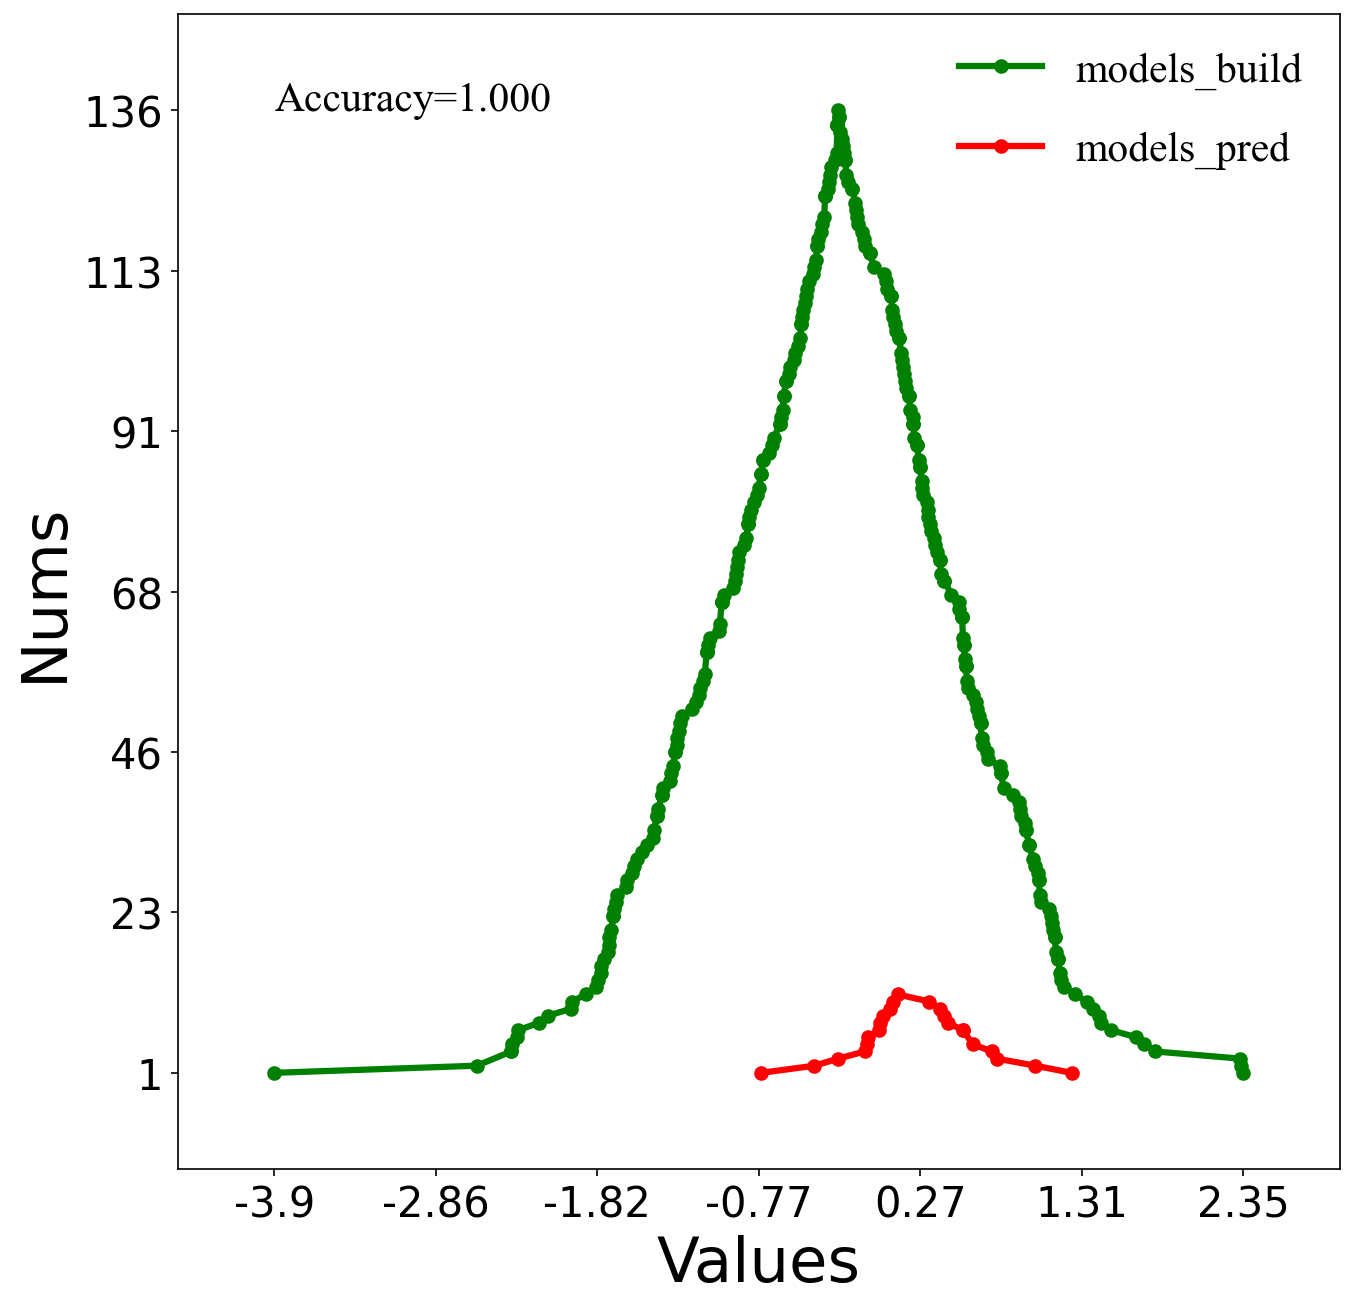 Accuracy=1.000
models_build
models_pred
136
113
91
68
46
23
1
Nums
-3.9 -2.86 -1.82 -0.77 0.27 1.31 2.35
Values